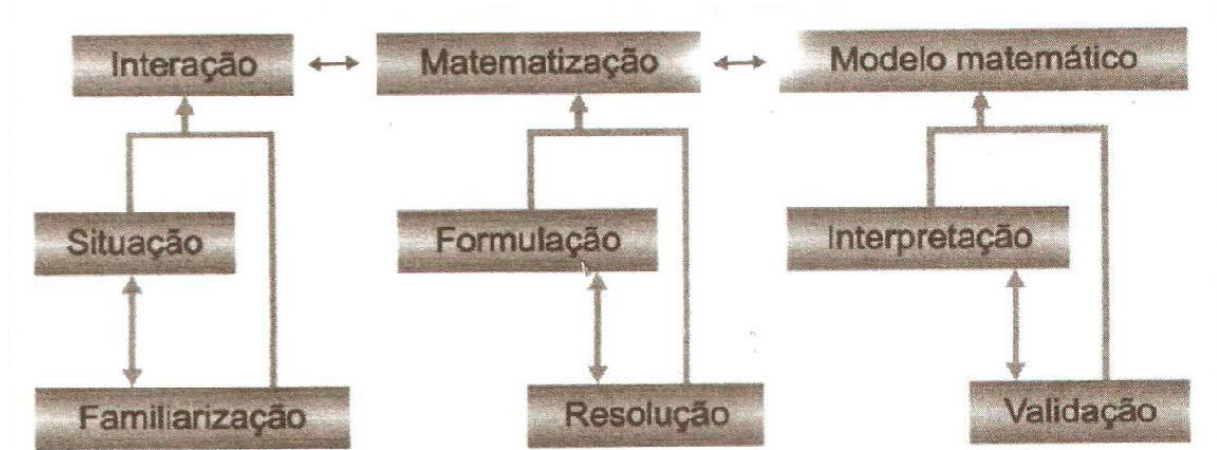 Interação
Matematização
Modelo matemático
Situação
Formulação
Interpretação
Familiarização
Resolução
Validação